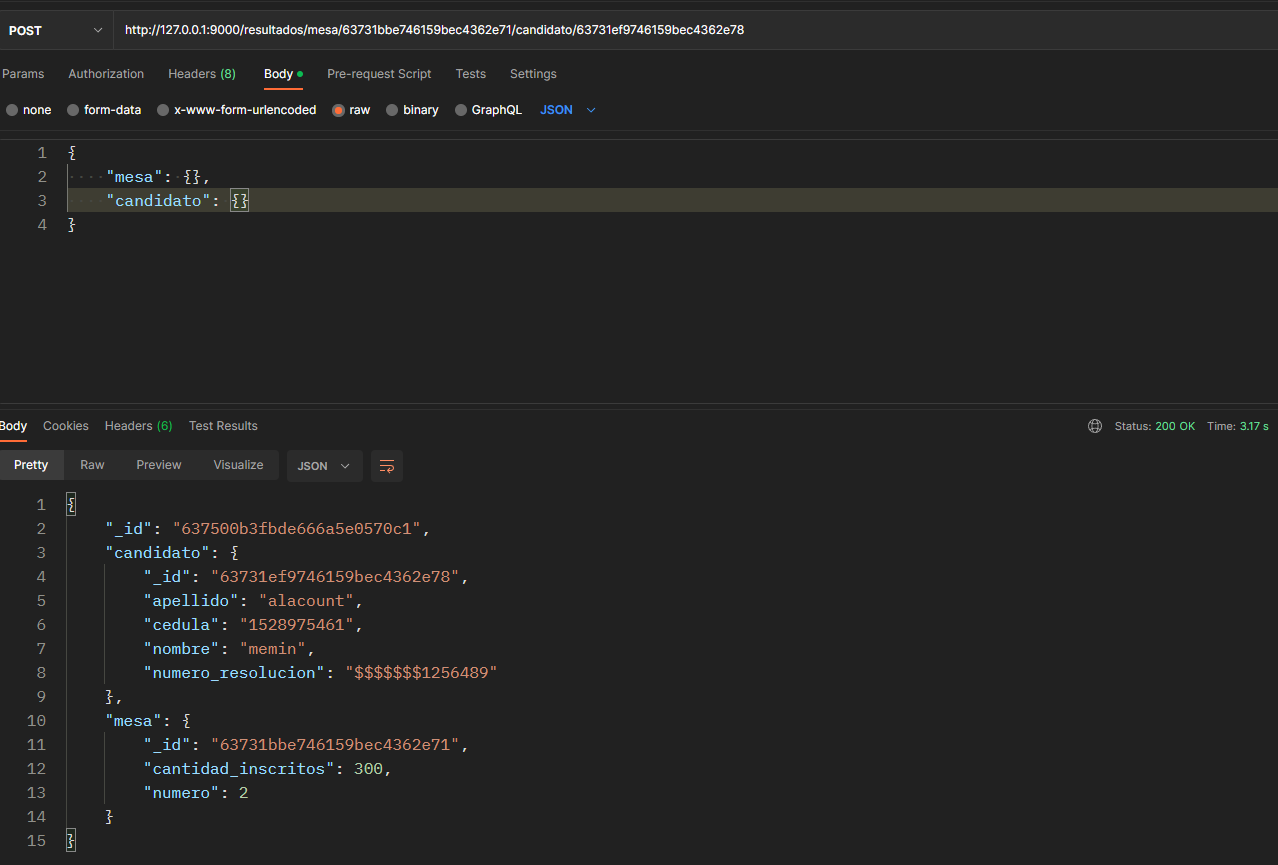 POST http://127.0.0.1:9000/resultados/mesa/63731bbe746159bec4362e71/candidato/63731ef9746159bec4362e78
Params Authorization Headers (8) Body Pre-request Script Tests Settings
none form-data x-www-form-urlencoded raw binary GraphQL JSON
1 {
2 "mesa": {},
3 "candidato": {}
4 }
Body Cookies Headers (6) Test Results Status: 200 OK Time: 3.17 s
Pretty Raw Preview Visualize JSON
1 {
2 "_id": "637500b3fbde666a5e0570c1",
3 "candidato": {
4 "_id": "63731ef9746159bec4362e78",
5 "apellido": "alacount",
6 "cedula": "1528975461",
7 "nombre": "memin",
8 "numero_resolucion": "$$$$$$$1256489"
9 },
10 "mesa": {
11 "_id": "63731bbe746159bec4362e71",
12 "cantidad_inscritos": 300,
13 "numero": 2
14 }
15 }